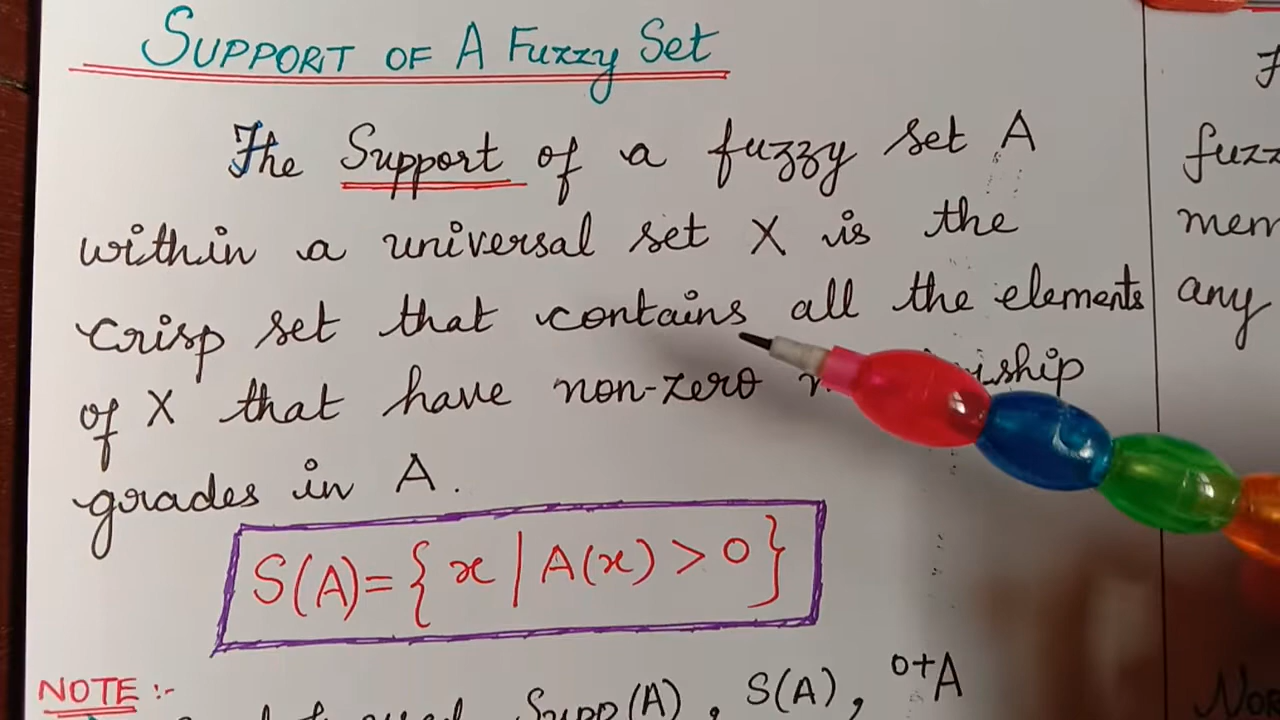 SUPPORT OF A FUZZY SET
The Support of a fuzzy set A
within a universal set X is the
crisp set that contains all the elements
of X that have non-zero
grades in A.
S(A)={x | A(x) > 0}
NOTE :-
Supp(A), S(A), 0+A
fuzz
mem
any